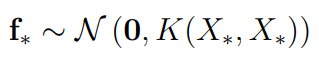 f∗ ∼ 𝒩 (0, K(X∗, X∗))